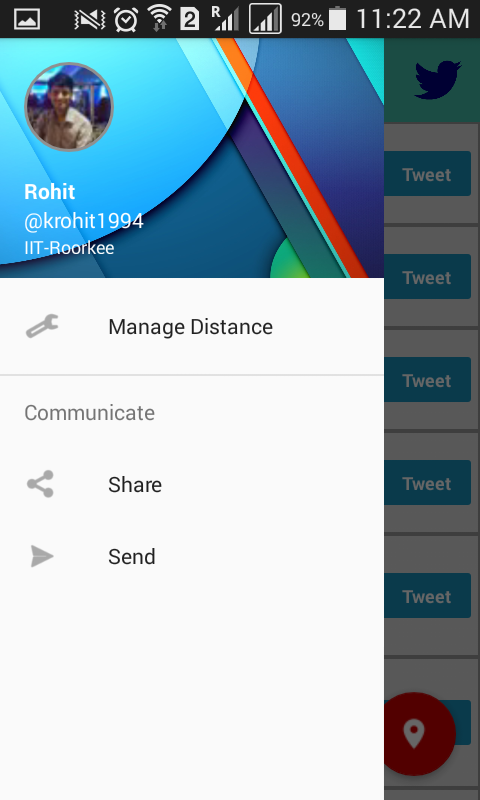 2 R 92% 11:22 AM
Rohit
@krohit1994
IIT-Roorkee
Manage Distance
Communicate
Share
Send
Tweet
Tweet
Tweet
Tweet
Tweet